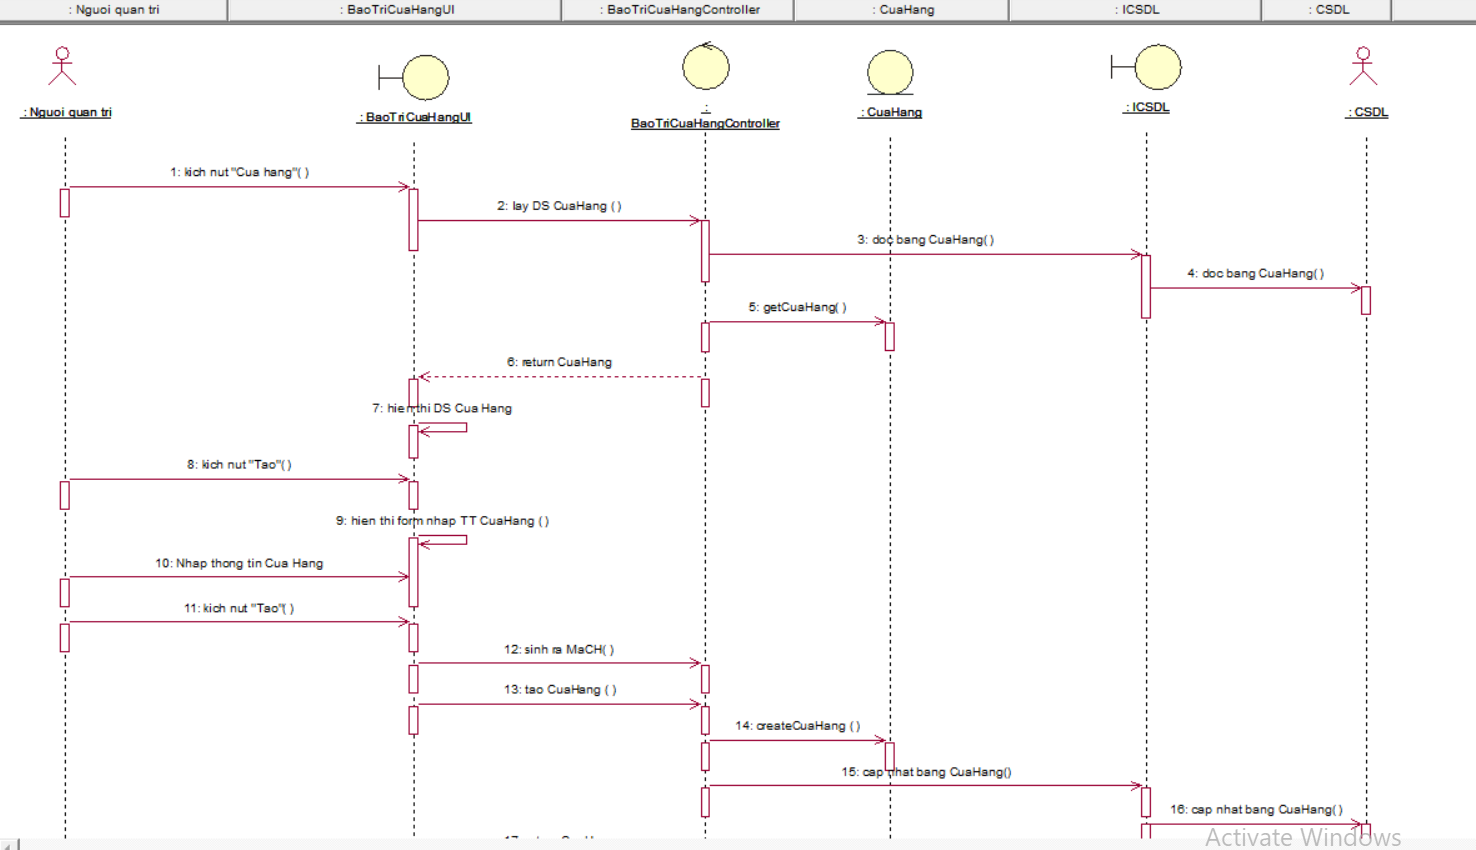 : Nguoi quan tri
: BaoTriCuaHangUI
: BaoTriCuaHangController
: CuaHang
: ICSDL
: CSDL
: Nguoi quan tri
: BaoTriCuaHangUI
:
BaoTriCuaHangController
: CuaHang
: ICSDL
: CSDL
1: kich nut "Cua hang"( )
2: lay DS CuaHang ( )
3: doc bang CuaHang( )
4: doc bang CuaHang( )
5: getCuaHang( )
6: return CuaHang
7: hien thi DS Cua Hang
8: kich nut "Tao"( )
9: hien thi form nhap TT CuaHang ( )
10: Nhap thong tin Cua Hang
11: kich nut "Tao"( )
12: sinh ra MaCH( )
13: tao CuaHang ( )
14: createCuaHang ( )
15: cap nhat bang CuaHang()
16: cap nhat bang CuaHang( )
Activate Windows